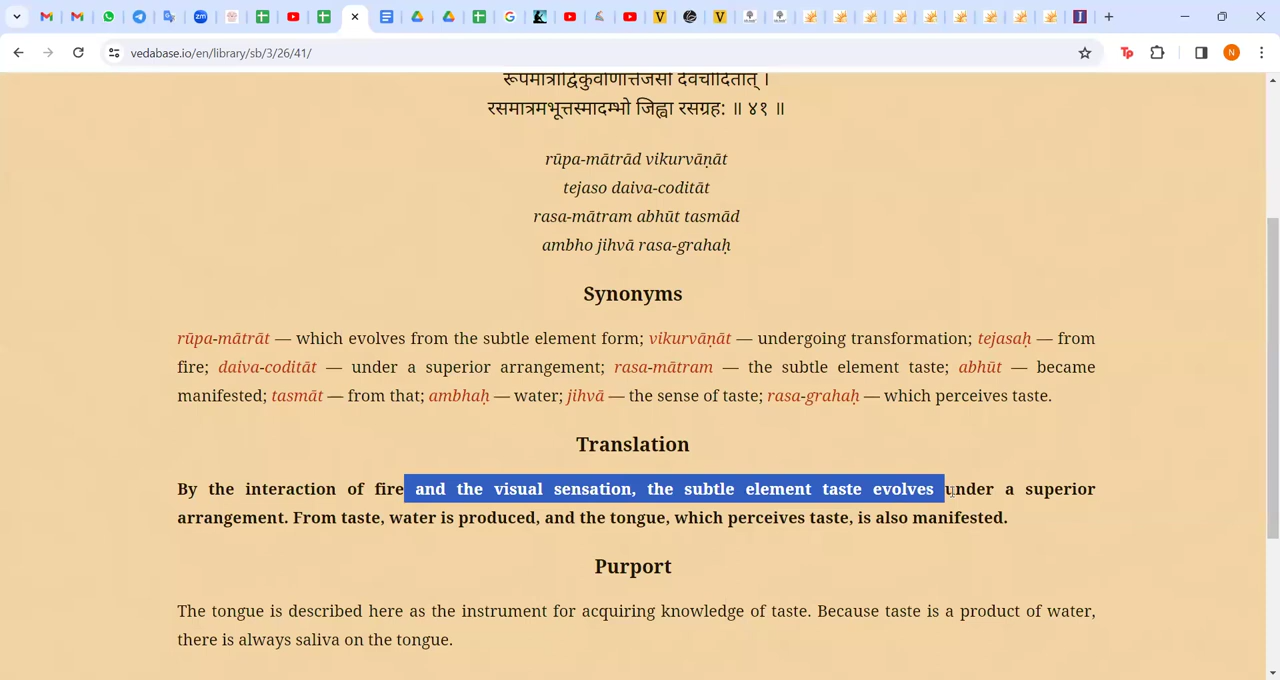 vedabase.io/en/library/sb/3/26/41/
रूपमात्राद्विकुर्वाणात्तेजसो दैवचोदितात् ।
रसमात्रमभूत्तस्मादम्भो जिह्वा रसग्रह: ॥ ४१ ॥
rūpa-mātrād vikurvāṇāt
tejaso daiva-coditāt
rasa-mātram abhūt tasmād
ambho jihvā rasa-grahaḥ
Synonyms
rūpa-mātrāt — which evolves from the subtle element form; vikurvāṇāt — undergoing transformation; tejasaḥ — from
fire; daiva-coditāt — under a superior arrangement; rasa-mātram — the subtle element taste; abhūt — became
manifested; tasmāt — from that; ambhaḥ — water; jihvā — the sense of taste; rasa-grahaḥ — which perceives taste.
Translation
By the interaction of fire and the visual sensation, the subtle element taste evolves under a superior
arrangement. From taste, water is produced, and the tongue, which perceives taste, is also manifested.
Purport
The tongue is described here as the instrument for acquiring knowledge of taste. Because taste is a product of water,
there is always saliva on the tongue.